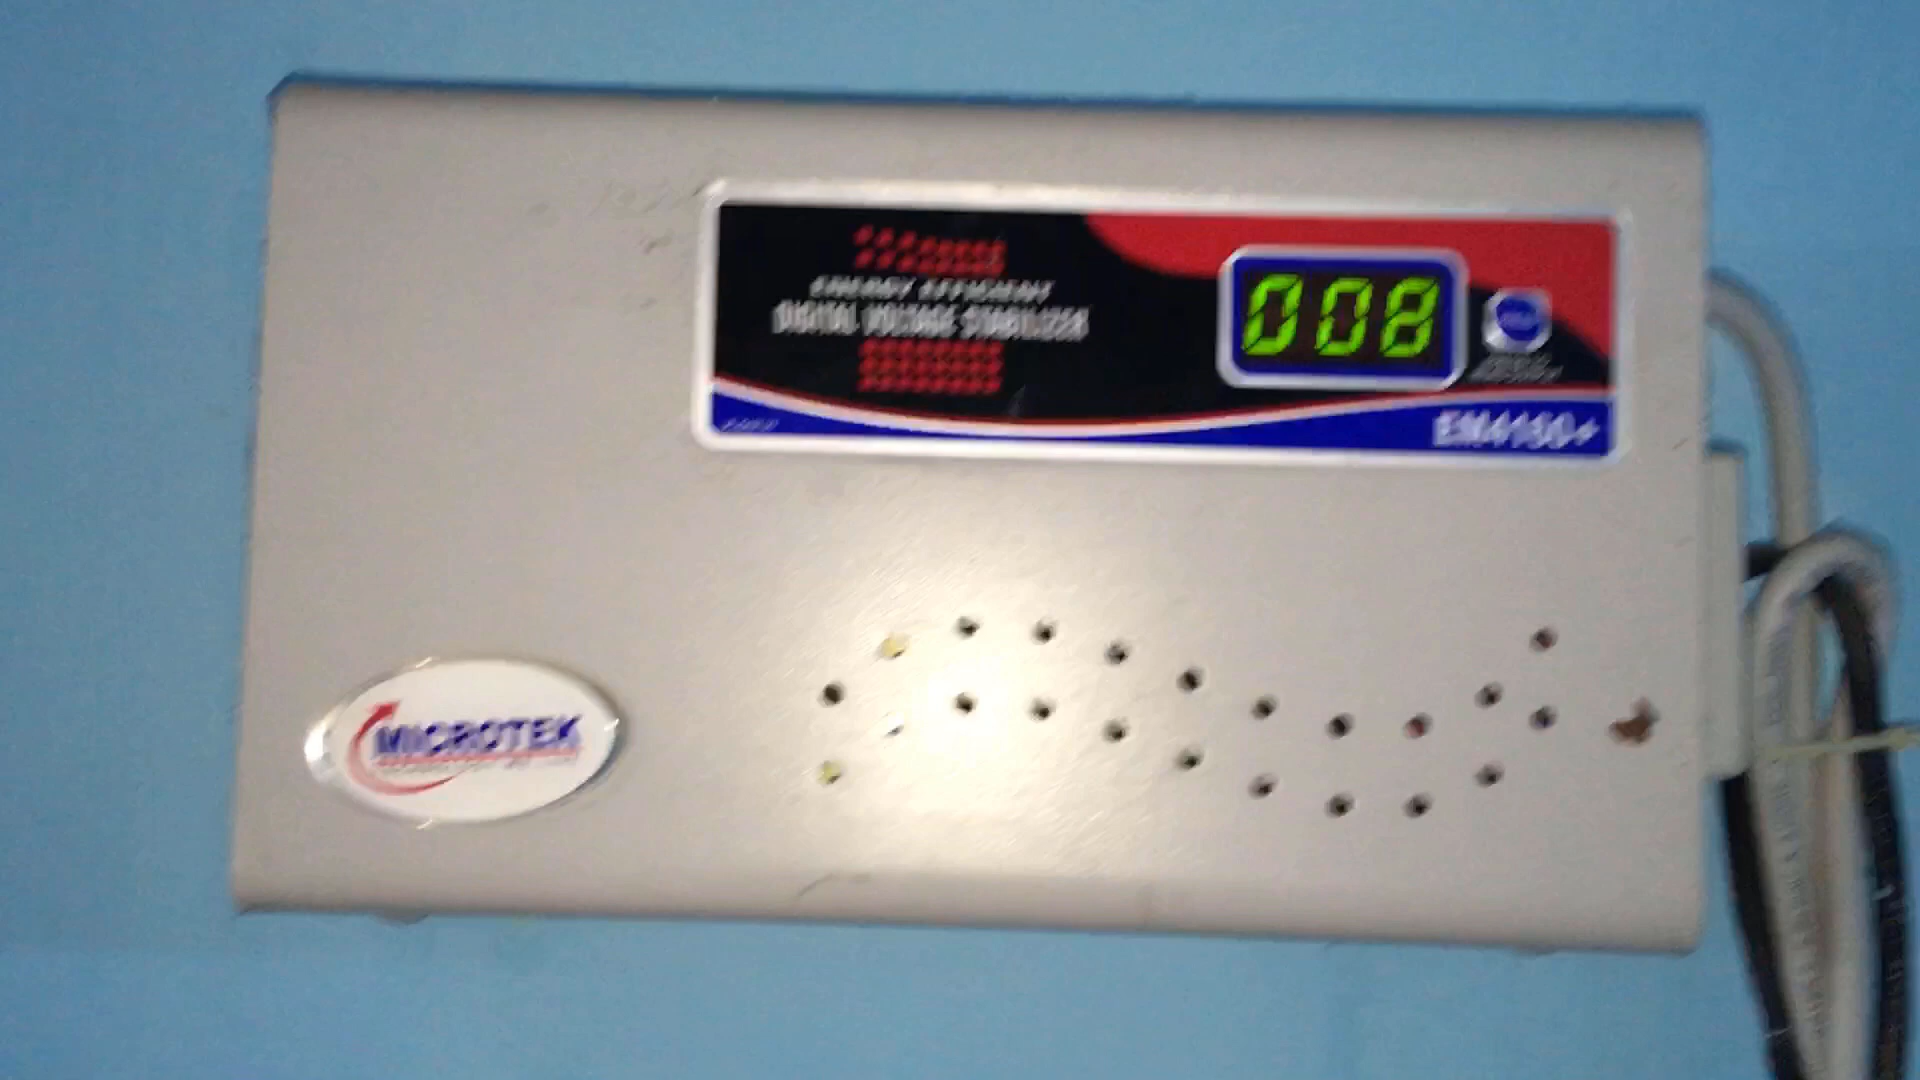 ENERGY EFFICIENT
DIGITAL VOLTAGE STABILIZER
008
EM4160+
MICROTEK